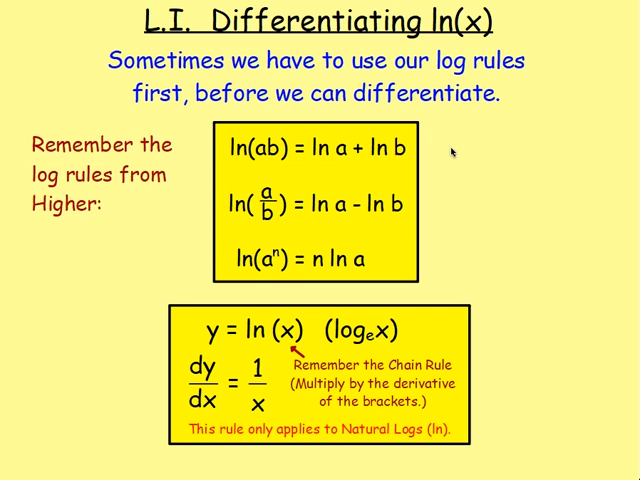 L.I. Differentiating ln(x)
Sometimes we have to use our log rules
first, before we can differentiate.
Remember the
log rules from
Higher:
ln(ab) = ln a + ln b
ln(a/b) = ln a - ln b
ln(aⁿ) = n ln a
y = ln (x) (logₑx)
dy/dx = 1/x
Remember the Chain Rule
(Multiply by the derivative
of the brackets.)
This rule only applies to Natural Logs (ln).